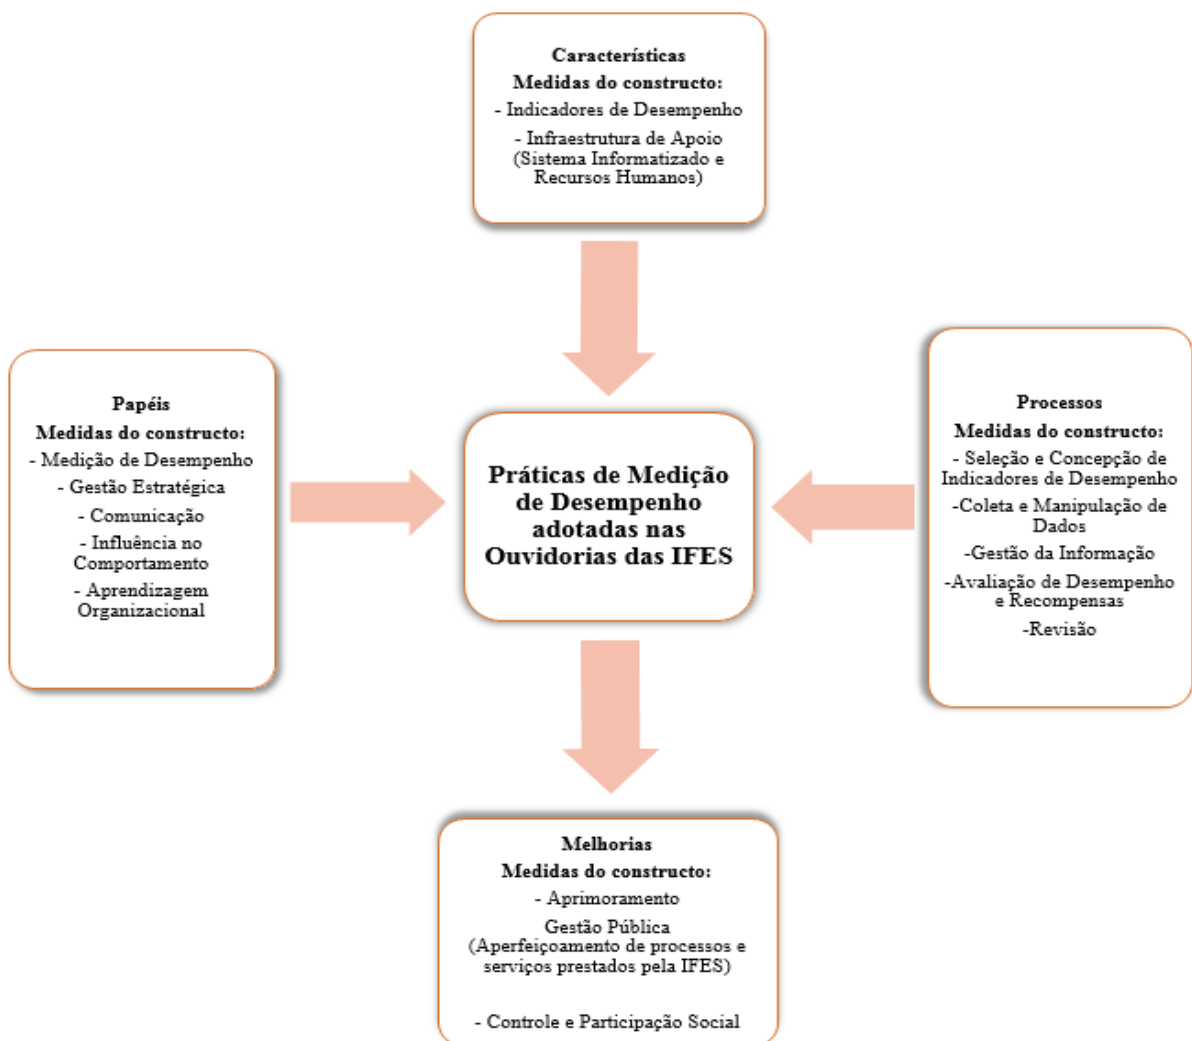 Características
Medidas do constructo:
- Indicadores de Desempenho
- Infraestrutura de Apoio
(Sistema Informatizado e
Recursos Humanos)
Papéis
Medidas do constructo:
- Medição de Desempenho
- Gestão Estratégica
- Comunicação
- Influência no
Comportamento
- Aprendizagem
Organizacional
Práticas de Medição
de Desempenho
adotadas nas
Ouvidorias das IFES
Processos
Medidas do constructo:
- Seleção e Concepção de
Indicadores de Desempenho
-Coleta e Manipulação de
Dados
-Gestão da Informação
-Avaliação de Desempenho
e Recompensas
-Revisão
Melhorias
Medidas do constructo:
- Aprimoramento
Gestão Pública
(Aperfeiçoamento de processos e
serviços prestados pela IFES)
- Controle e Participação Social